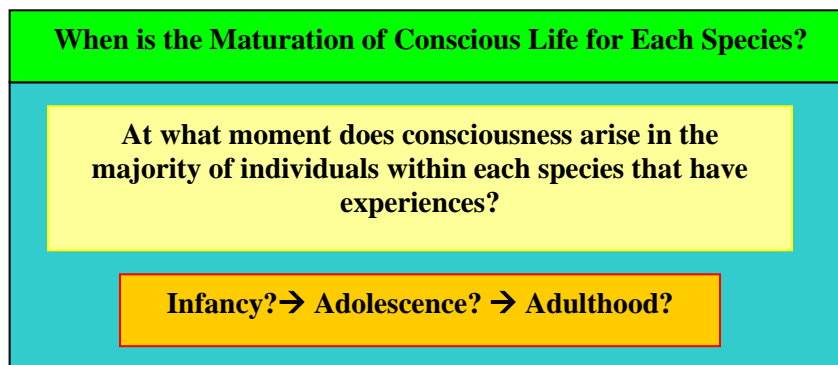 When is the Maturation of Conscious Life for Each Species?
At what moment does consciousness arise in the
majority of individuals within each species that have
experiences?
Infancy?→ Adolescence? → Adulthood?